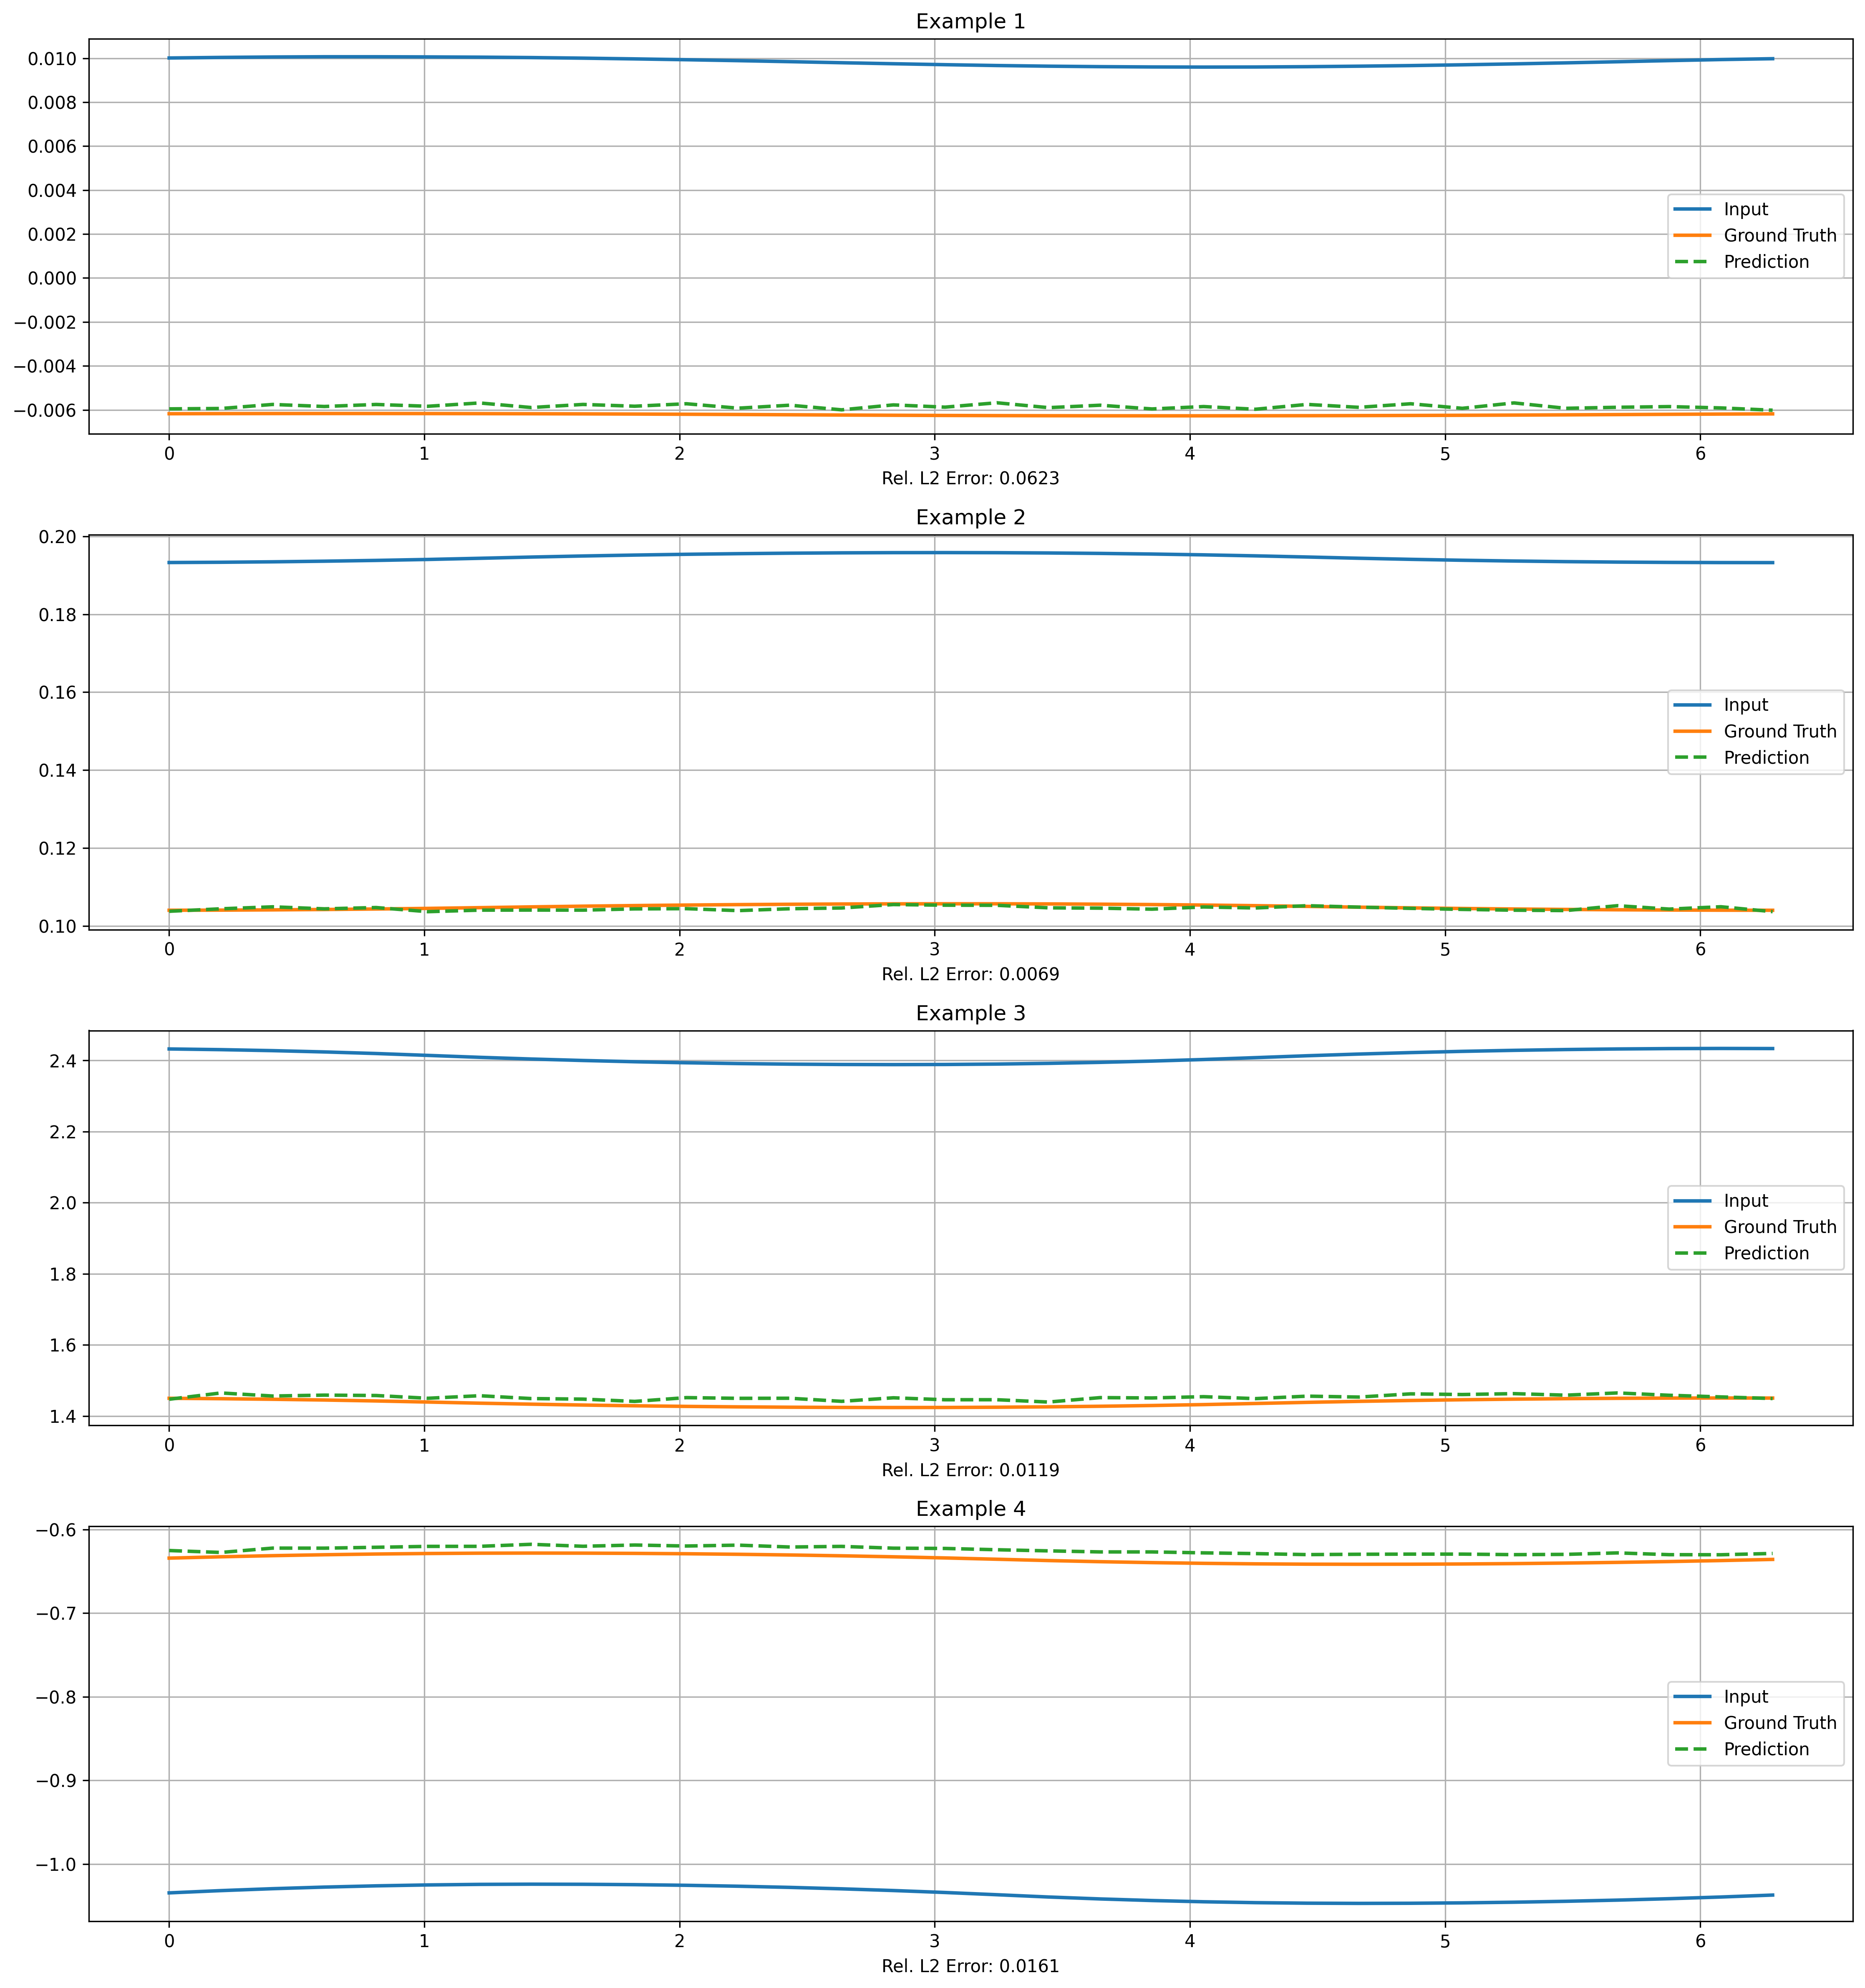 Example 1
0.010
0.008
0.006
0.004
0.002
0.000
−0.002
−0.004
−0.006
Input
Ground Truth
Prediction
0 1 2 3 4 5 6
Rel. L2 Error: 0.0623
Example 2
0.20
0.18
0.16
0.14
0.12
0.10
Input
Ground Truth
Prediction
0 1 2 3 4 5 6
Rel. L2 Error: 0.0069
Example 3
2.4
2.2
2.0
1.8
1.6
1.4
Input
Ground Truth
Prediction
0 1 2 3 4 5 6
Rel. L2 Error: 0.0119
Example 4
−0.6
−0.7
−0.8
−0.9
−1.0
Input
Ground Truth
Prediction
0 1 2 3 4 5 6
Rel. L2 Error: 0.0161